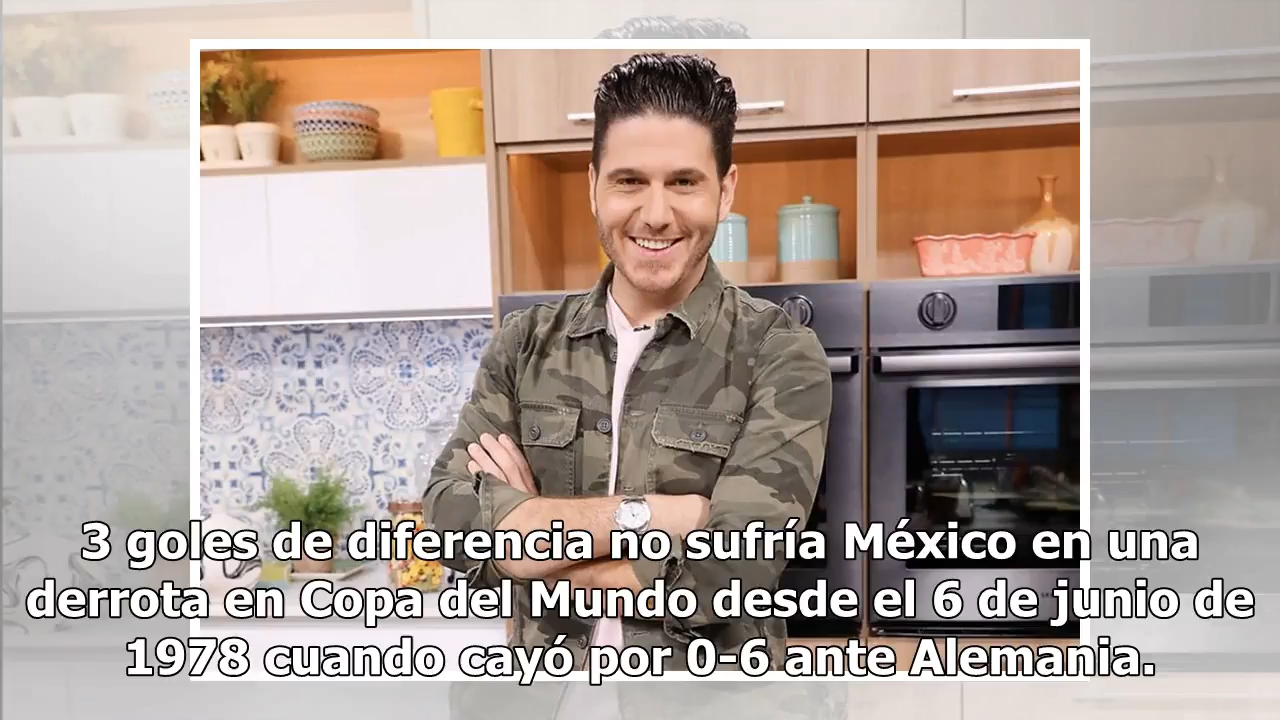 3 goles de diferencia no sufría México en una
derrota en Copa del Mundo desde el 6 de junio de
1978 cuando cayó por 0-6 ante Alemania.